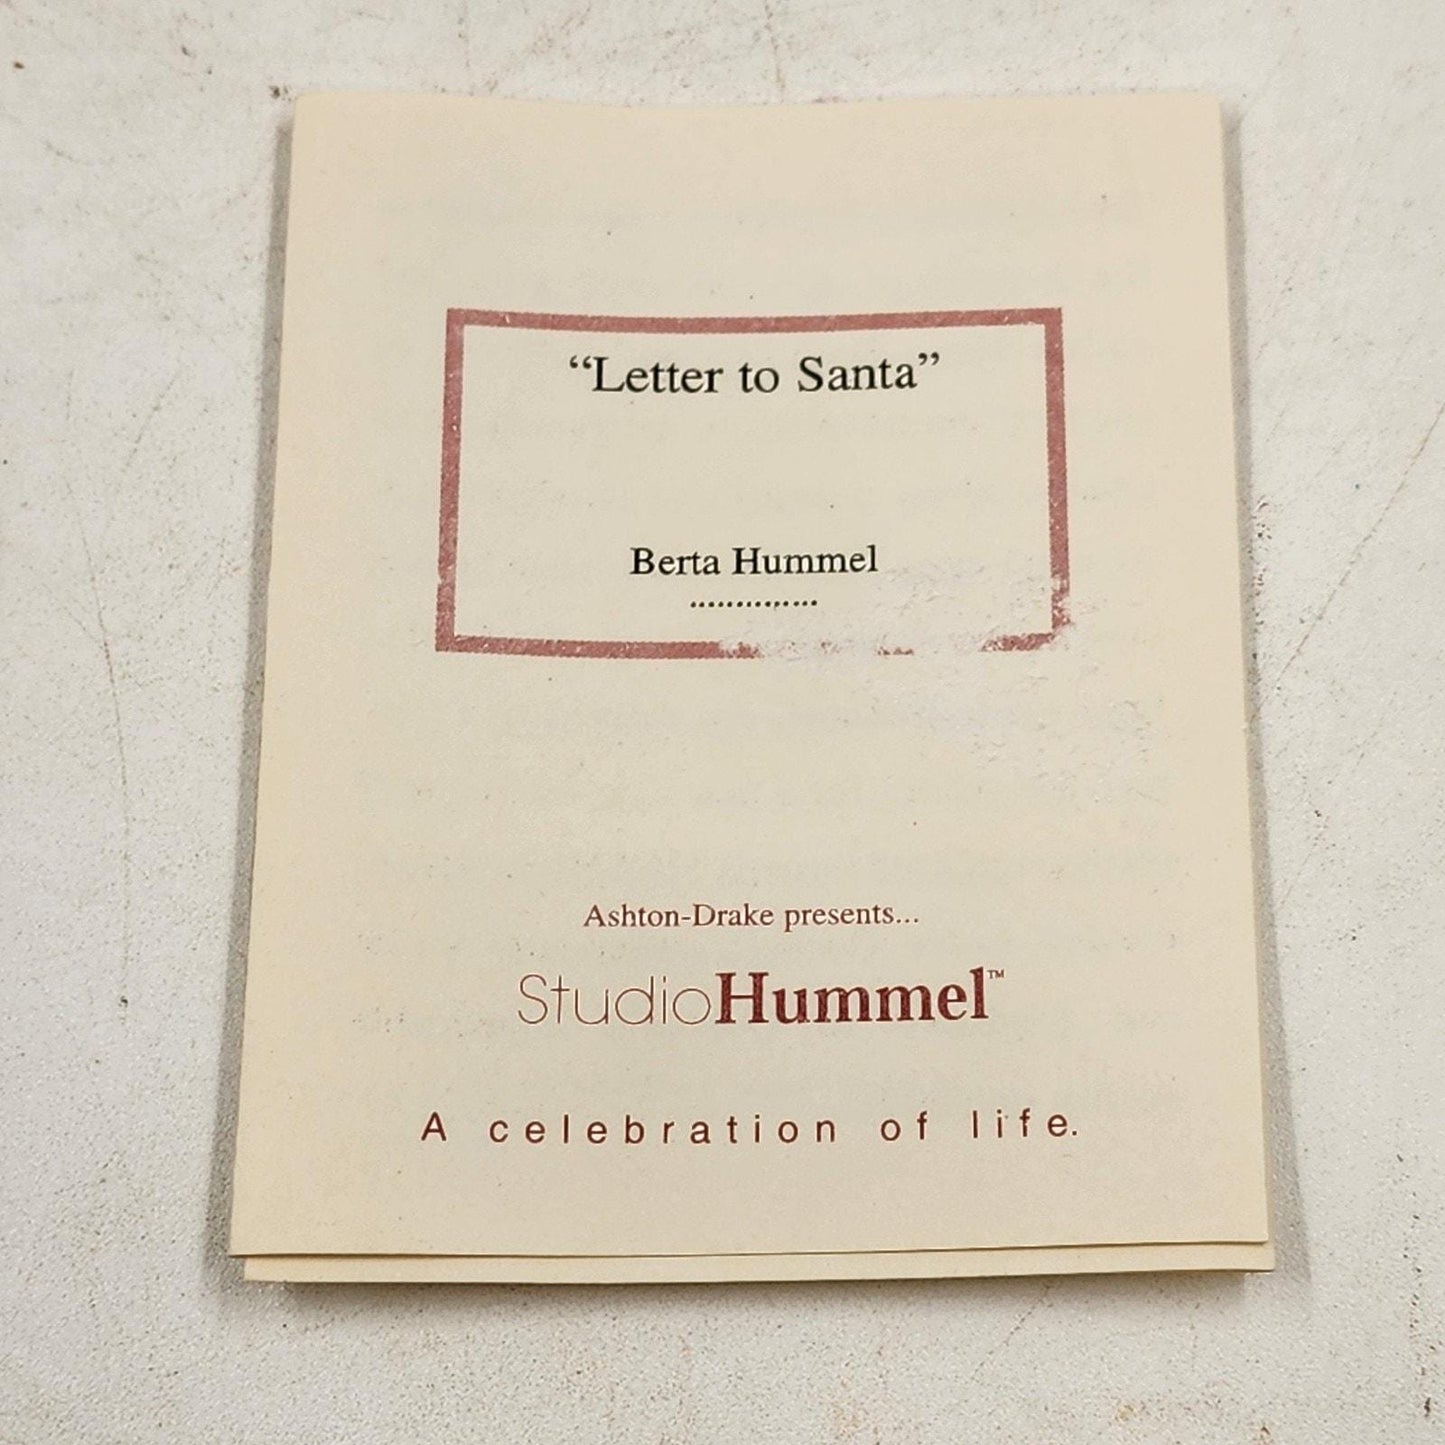 “Letter to Santa”
Berta Hummel
Ashton-Drake presents...
StudioHummel™
A celebration of life.